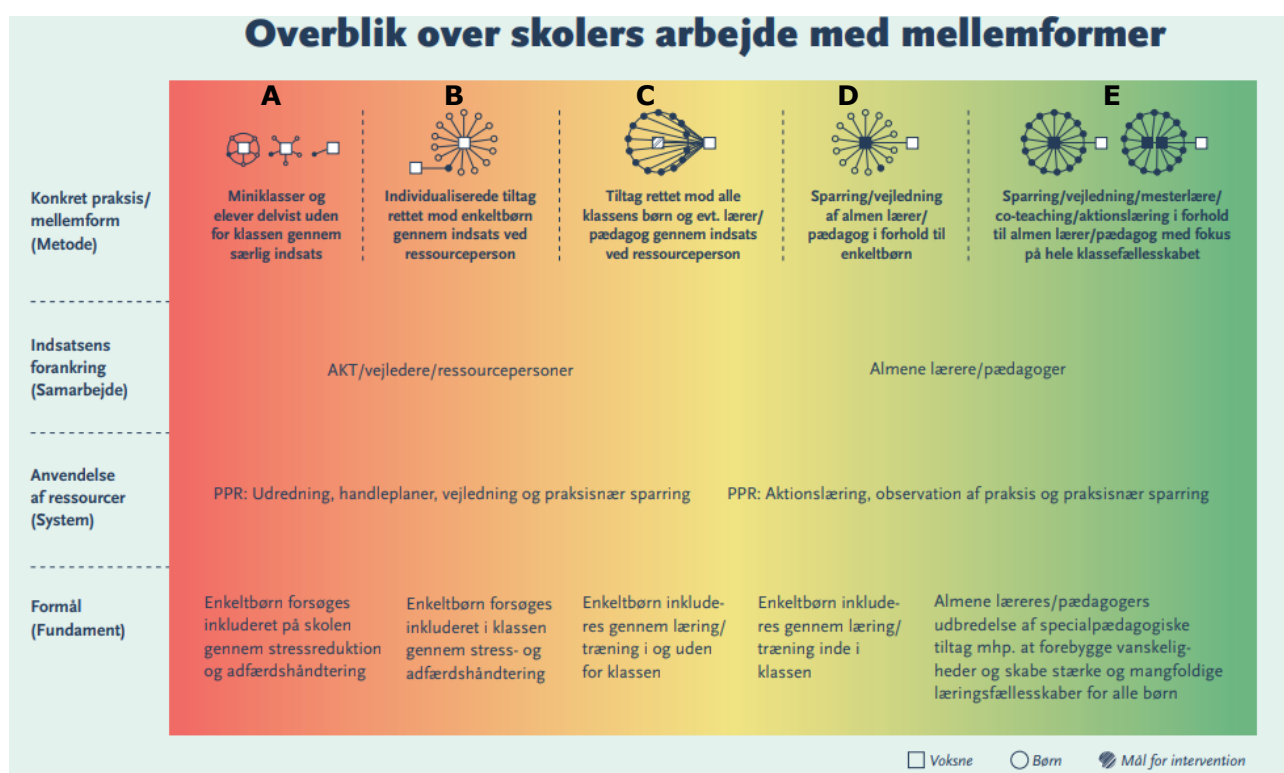 Overblik over skolers arbejde med mellemformer
A
B
C
D
E
Konkret praksis/
mellemform
(Metode)
Miniklasser og
elever delvist uden
for klassen gennem
særlig indsats
Individualiserede tiltag
rettet mod enkeltbørn
gennem indsats ved
ressourceperson
Tiltag rettet mod alle
klassens børn og evt. lærer/
pædagog gennem indsats
ved ressourceperson
Sparring/vejledning
af almen lærer/
pædagog i forhold til
enkeltbørn
Sparring/vejledning/mesterlære/
co-teaching/aktionslæring i forhold
til almen lærer/pædagog med fokus
på hele klassefællesskabet
Indsatsens
forankring
(Samarbejde)
AKT/vejledere/ressourcepersoner
Almene lærere/pædagoger
Anvendelse
af ressourcer
(System)
PPR: Udredning, handleplaner, vejledning og praksisnær sparring
PPR: Aktionslæring, observation af praksis og praksisnær sparring
Formål
(Fundament)
Enkeltbørn forsøges
inkluderet på skolen
gennem stressreduktion
og adfærdshåndtering
Enkeltbørn forsøges
inkluderet i klassen
gennem stress- og
adfærdshåndtering
Enkeltbørn inklude-
res gennem læring/
træning i og uden
for klassen
Enkeltbørn inklude-
res gennem læring/
træning inde i
klassen
Almene læreres/pædagogers
udbredelse af specialpædagogiske
tiltag mhp. at forebygge vanskelig-
heder og skabe stærke og mangfoldige
læringsfællesskaber for alle børn
Voksne
Børn
Mål for intervention